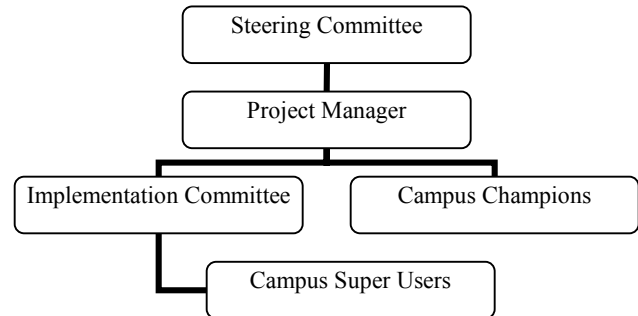 Steering Committee
Project Manager
Implementation Committee
Campus Champions
Campus Super Users